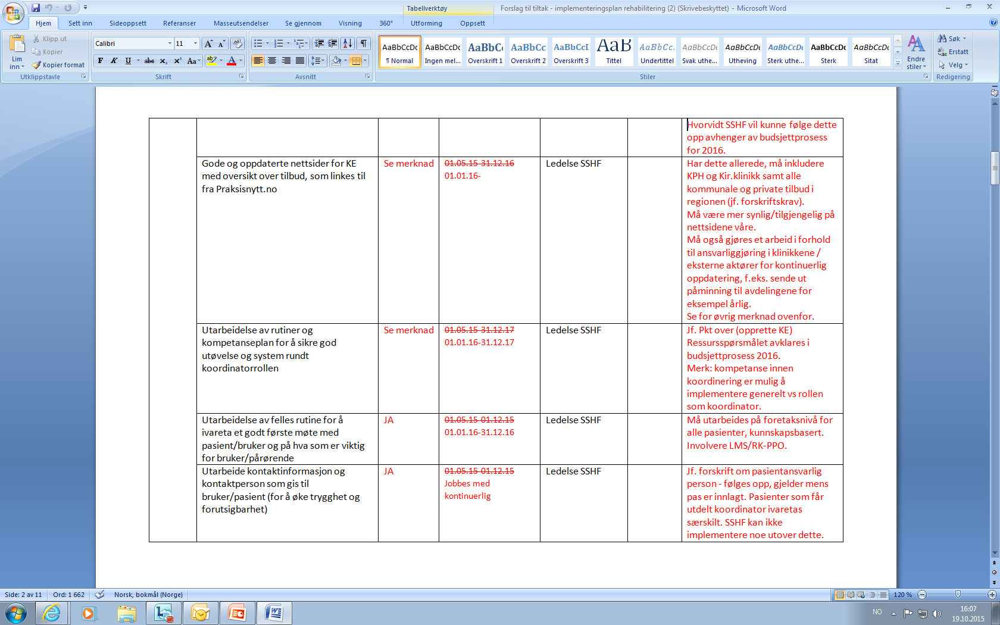 Tabellverktøy
Forslag til tiltak - implementeringsplan rehabilitering (2) (Skrivebeskyttet) - Microsoft Word
Hjem
Sett inn
Sideoppsett
Referanser
Masseutsendelser
Se gjennom
Visning
360°
Utforming
Oppsett
Lim
inn
Klipp ut
Kopier
Kopier format
Utklippstavle
Calibri
11
Skrift
Avsnitt
AaBbCcDc
¶ Normal
AaBbCcDc
Ingen mel...
AaBbC
Overskrift 1
AaBbCc
Overskrift 2
AaBbCcI
Overskrift 3
AaB
Tittel
AaBbCc.
Undertittel
AaBbCcDc
Svak uthe...
AaBbCcDc
Utheving
AaBbCcDc
Sterk uthe...
AaBbCcDc
Sterk
AaBbCcDc
Sitat
Endre
stiler
Stiler
Søk
Erstatt
Velg
Redigering
Hvorvidt SSHF vil kunne følge dette
opp avhenger av budsjettprosess
for 2016.
Gode og oppdaterte nettsider for KE
med oversikt over tilbud, som linkes til
fra Praksisnytt.no
Se merknad
01.05.15-31.12.16
01.01.16-
Ledelse SSHF
Har dette allerede, må inkludere
KPH og Kir.klinikk samt alle
kommunale og private tilbud i
regionen (jf. forskriftskrav).
Må være mer synlig/tilgjengelig på
nettsidene våre.
Må også gjøres et arbeid i forhold
til ansvarliggjøring i klinikkene /
eksterne aktører for kontinuerlig
oppdatering, f.eks. sende ut
påminning til avdelingene for
eksempel årlig.
Se for øvrig merknad ovenfor.
Utarbeidelse av rutiner og
kompetanseplan for å sikre god
utøvelse og system rundt
koordinatorrollen
Se merknad
01.05.15-31.12.17
01.01.16-31.12.17
Ledelse SSHF
Jf. Pkt over (opprette KE)
Ressursspørsmålet avklares i
budsjettprosess 2016.
Merk: kompetanse innen
koordinering er mulig å
implementere generelt vs rollen
som koordinator.
Utarbeidelse av felles rutine for å
ivareta et godt første møte med
pasient/bruker og på hva som er viktig
for bruker/pårørende
JA
01.05.15-01.12.15
01.01.16-31.12.16
Ledelse SSHF
Må utarbeides på foretaksnivå for
alle pasienter, kunnskapsbasert.
Involvere LMS/RK-PPO.
Utarbeide kontaktinformasjon og
kontaktperson som gis til
bruker/pasient (for å øke trygghet og
forutsigbarhet)
JA
01.05.15-01.12.15
Jobbes med
kontinuerlig
Ledelse SSHF
Jf. forskrift om pasientansvarlig
person - følges opp, gjelder mens
pas er innlagt. Pasienter som får
utdelt koordinator ivaretas
særskilt. SSHF kan ikke
implementere noe utover dette.
Side: 2 av 11
Ord: 1 662
Norsk, bokmål (Norge)
120 %
NO
16:07
19.10.2015